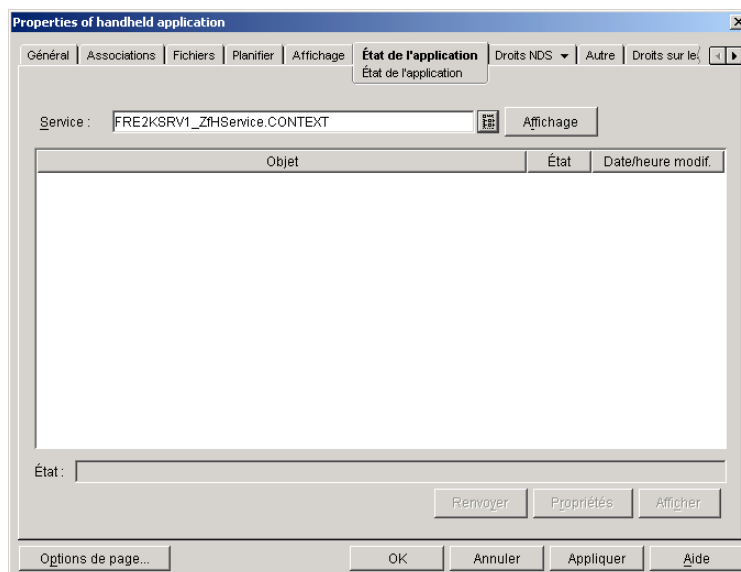 Properties of handheld application
Général Associations Fichiers Planifier Affichage État de l'application Droits NDS Autre Droits sur les
État de l'application
Service : FRE2KSRV1_ZfHService.CONTEXT Affichage
Objet État Date/heure modif.
État :
Renvoyer Propriétés Afficher
Options de page... OK Annuler Appliquer Aide